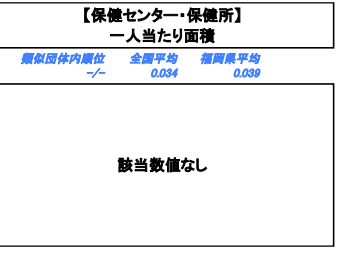 【保健センター・保健所】
一人当たり面積
類似団体内順位 全国平均 福岡県平均
-/- 0.034 0.039
該当数値なし